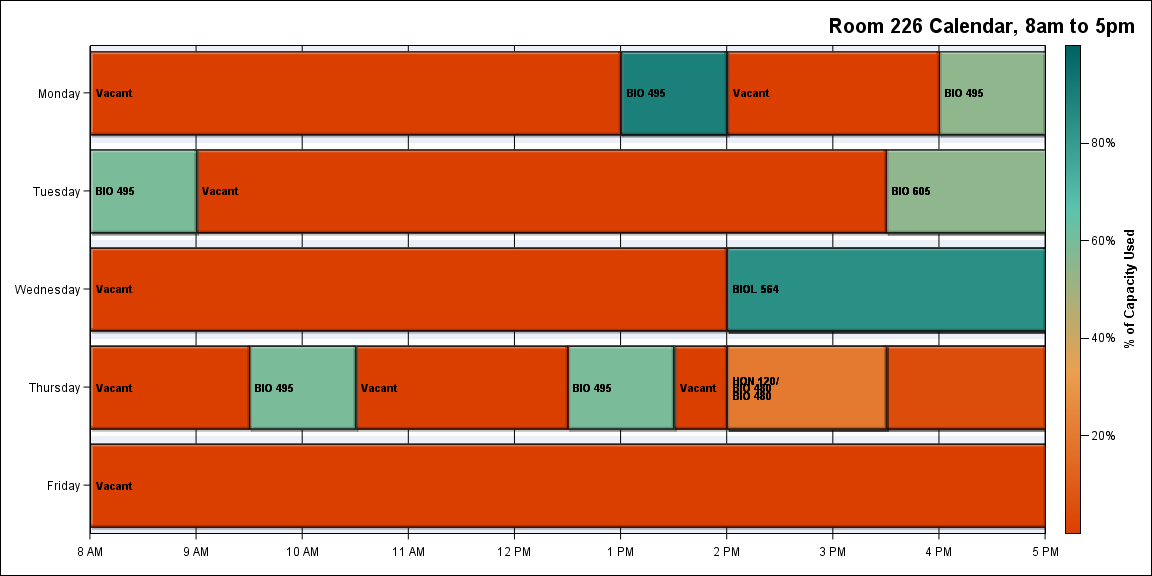 Room 226 Calendar, 8am to 5pm
Monday
Vacant
BIO 495
Vacant
BIO 495
Tuesday
BIO 495
Vacant
BIO 605
Wednesday
Vacant
BIOL 564
Thursday
Vacant
BIO 495
Vacant
BIO 495
Vacant
HON 120/
BIO 480
BIO 480
Friday
Vacant
8 AM
9 AM
10 AM
11 AM
12 PM
1 PM
2 PM
3 PM
4 PM
5 PM
80%
60%
40%
20%
% of Capacity Used